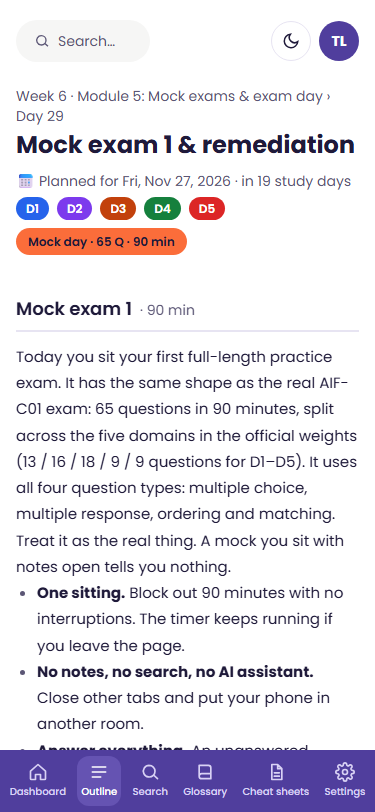 Search...
TL
Week 6 · Module 5: Mock exams & exam day ›
Day 29
Mock exam 1 & remediation
Planned for Fri, Nov 27, 2026 · in 19 study days
D1 D2 D3 D4 D5
Mock day · 65 Q · 90 min
Mock exam 1 · 90 min
Today you sit your first full-length practice
exam. It has the same shape as the real AIF-
C01 exam: 65 questions in 90 minutes, split
across the five domains in the official weights
(13 / 16 / 18 / 9 / 9 questions for D1–D5). It uses
all four question types: multiple choice,
multiple response, ordering and matching.
Treat it as the real thing. A mock you sit with
notes open tells you nothing.
• One sitting. Block out 90 minutes with no
interruptions. The timer keeps running if
you leave the page.
• No notes, no search, no AI assistant.
Close other tabs and put your phone in
another room.
• Answer everything. An unanswered
Dashboard Outline Search Glossary Cheat sheets Settings